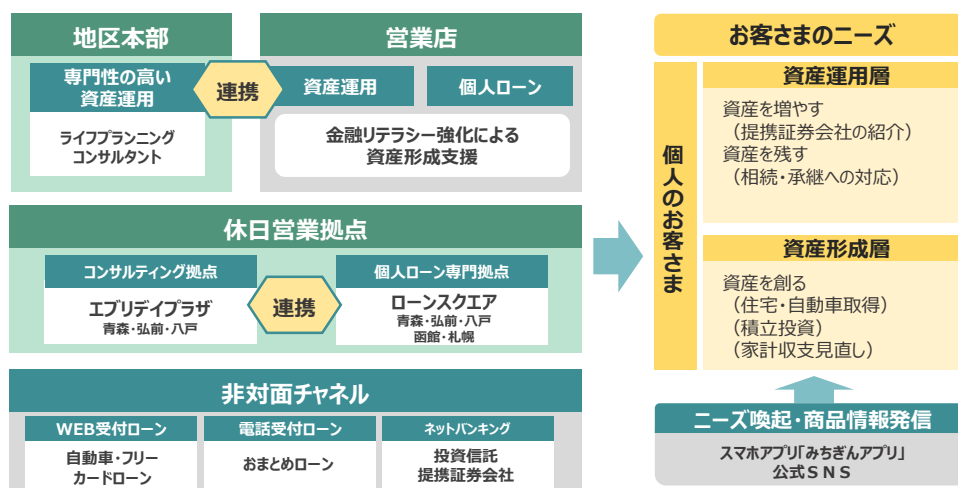 地区本部
専門性の高い
資産運用
ライフプランニング
コンサルタント
連携
営業店
資産運用
個人ローン
金融リテラシー強化による
資産形成支援
休日営業拠点
コンサルティング拠点
エブリデイプラザ
青森・弘前・八戸
連携
個人ローン専門拠点
ローンスクエア
青森・弘前・八戸
函館・札幌
非対面チャネル
WEB受付ローン
自動車・フリー
カードローン
電話受付ローン
おまとめローン
ネットバンキング
投資信託
提携証券会社
お客さまのニーズ
個人のお客さま
資産運用層
資産を増やす
(提携証券会社の紹介)
資産を残す
(相続・承継への対応)
資産形成層
資産を創る
(住宅・自動車取得)
(積立投資)
(家計収支見直し)
ニーズ喚起・商品情報発信
スマホアプリ「みちぎんアプリ」
公式SNS